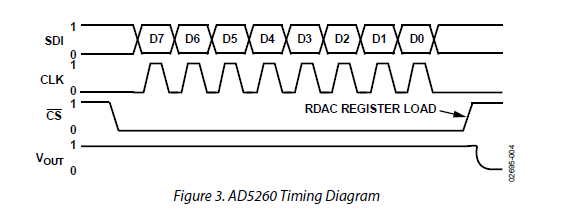 1
SDI D7 D6 D5 D4 D3 D2 D1 D0
0
1
CLK
0
1
CS RDAC REGISTER LOAD
0
1
VOUT
0
02695-004
Figure 3. AD5260 Timing Diagram